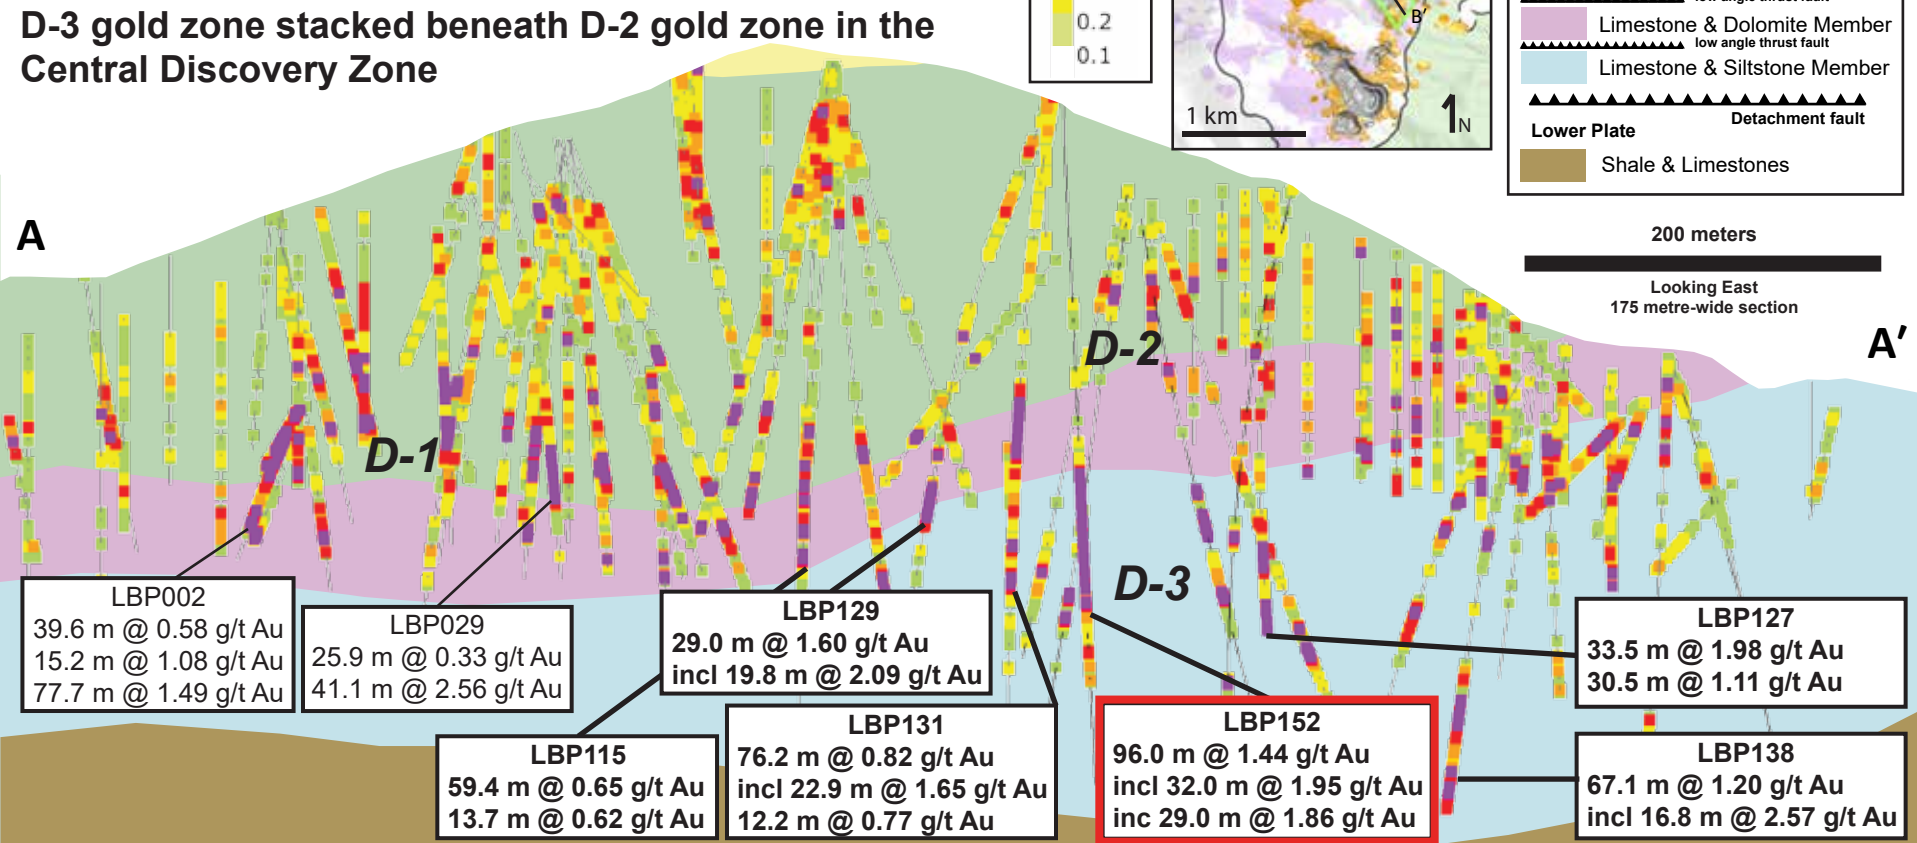 D-3 gold zone stacked beneath D-2 gold zone in the
Central Discovery Zone
0.2
0.1
B′
1 km
N
low angle thrust fault
Limestone & Dolomite Member
low angle thrust fault
Limestone & Siltstone Member
Detachment fault
Lower Plate
Shale & Limestones
200 meters
Looking East
175 metre-wide section
A
A′
D-1
D-2
D-3
LBP002
39.6 m @ 0.58 g/t Au
15.2 m @ 1.08 g/t Au
77.7 m @ 1.49 g/t Au
LBP029
25.9 m @ 0.33 g/t Au
41.1 m @ 2.56 g/t Au
LBP129
29.0 m @ 1.60 g/t Au
incl 19.8 m @ 2.09 g/t Au
LBP127
33.5 m @ 1.98 g/t Au
30.5 m @ 1.11 g/t Au
LBP115
59.4 m @ 0.65 g/t Au
13.7 m @ 0.62 g/t Au
LBP131
76.2 m @ 0.82 g/t Au
incl 22.9 m @ 1.65 g/t Au
12.2 m @ 0.77 g/t Au
LBP152
96.0 m @ 1.44 g/t Au
incl 32.0 m @ 1.95 g/t Au
inc 29.0 m @ 1.86 g/t Au
LBP138
67.1 m @ 1.20 g/t Au
incl 16.8 m @ 2.57 g/t Au